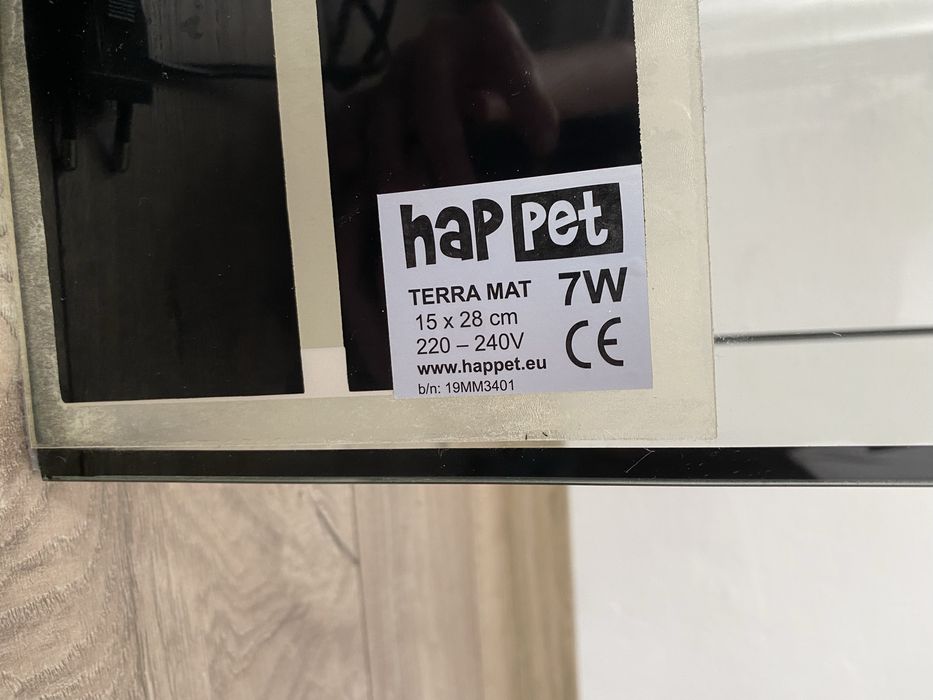 hap pet
TERRA MAT 7W
15 x 28 cm
220 – 240V
CE
www.happet.eu
b/n: 19MM3401